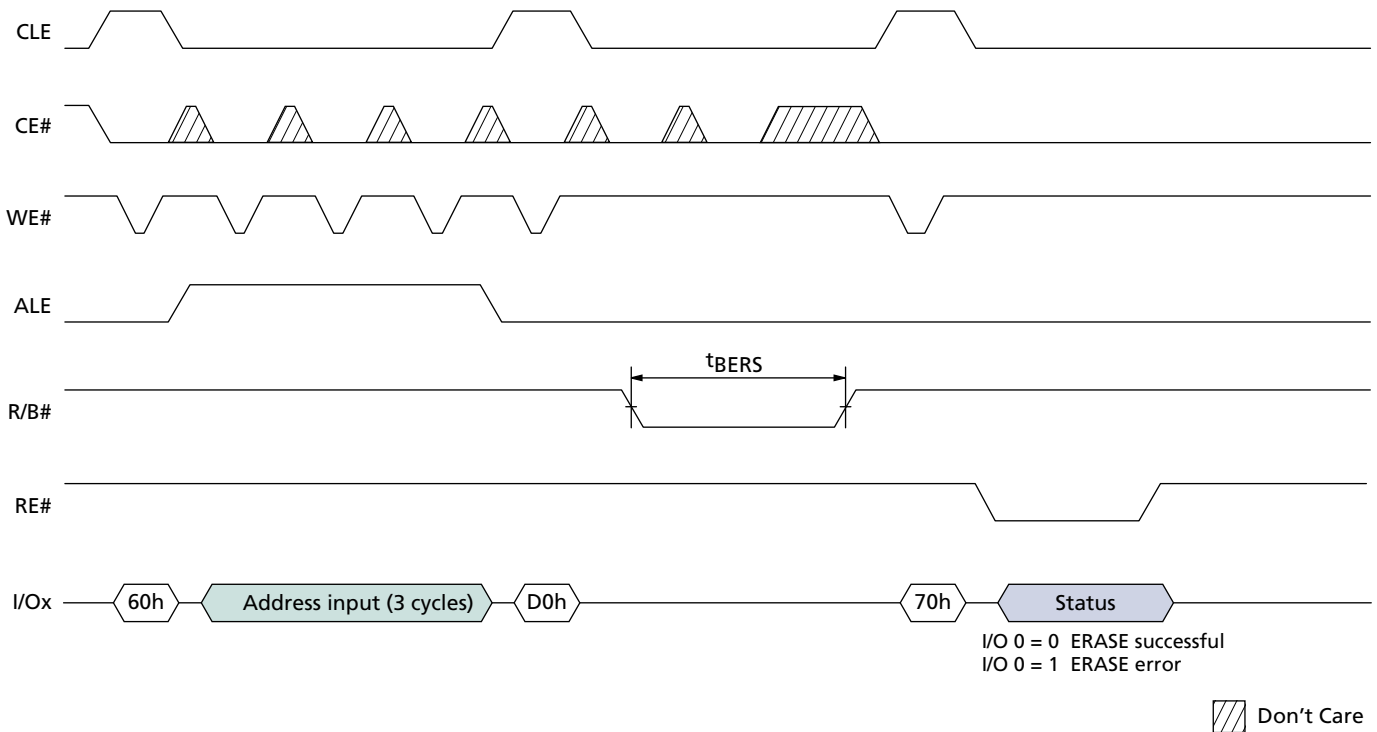 CLE
CE#
WE#
ALE
tBERS
R/B#
RE#
I/Ox 60h Address input (3 cycles) D0h 70h Status
I/O 0 = 0 ERASE successful
I/O 0 = 1 ERASE error
Don't Care